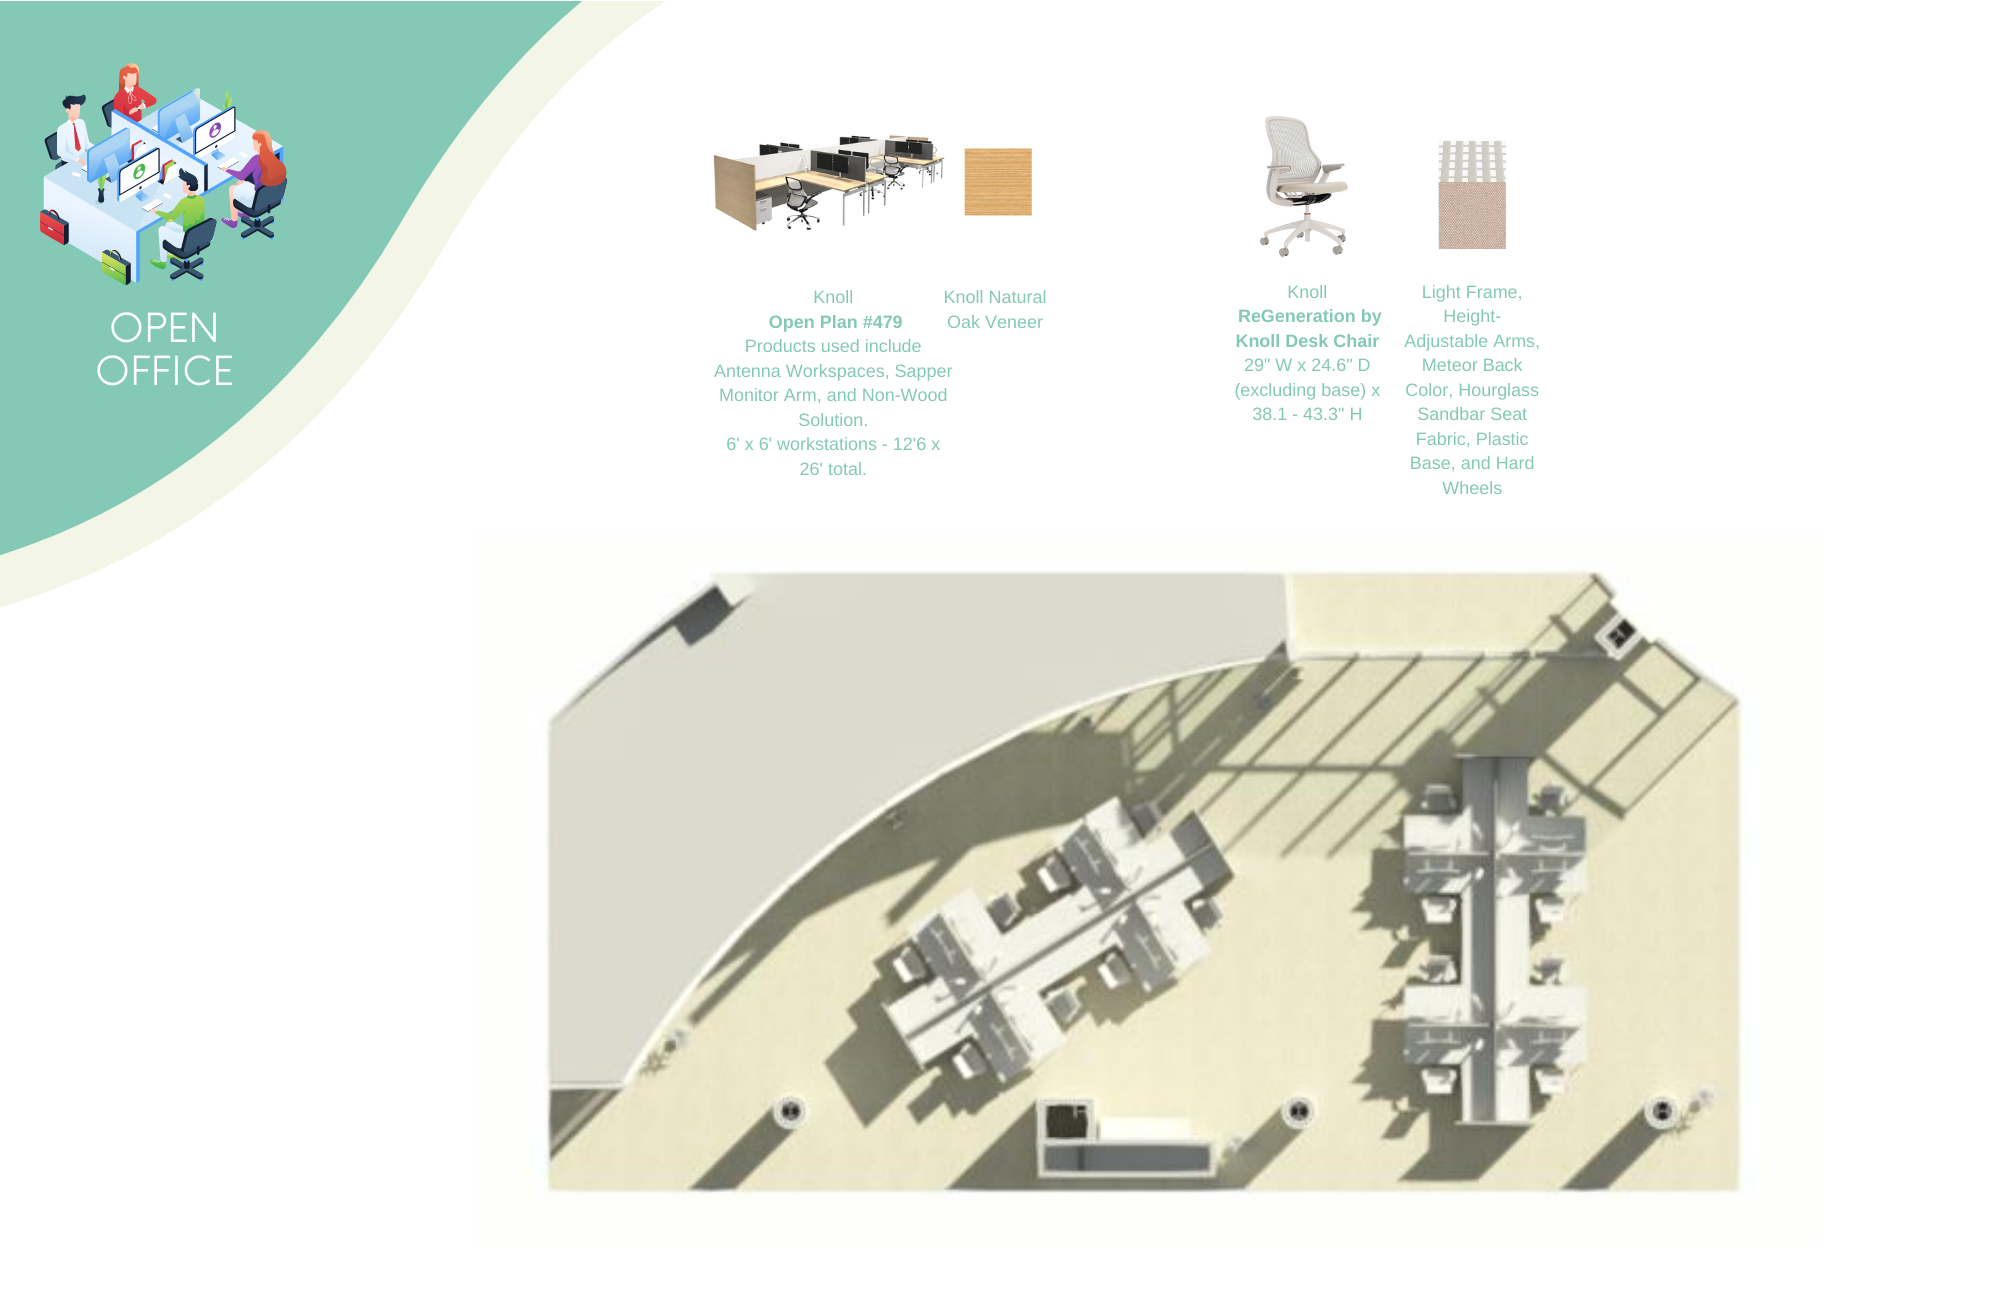 OPEN
OFFICE
Knoll
Open Plan #479
Products used include
Antenna Workspaces, Sapper
Monitor Arm, and Non-Wood
Solution.
6' x 6' workstations - 12'6 x
26' total.
Knoll Natural
Oak Veneer
Knoll
ReGeneration by
Knoll Desk Chair
29" W x 24.6" D
(excluding base) x
38.1 - 43.3" H
Light Frame,
Height-
Adjustable Arms,
Meteor Back
Color, Hourglass
Sandbar Seat
Fabric, Plastic
Base, and Hard
Wheels